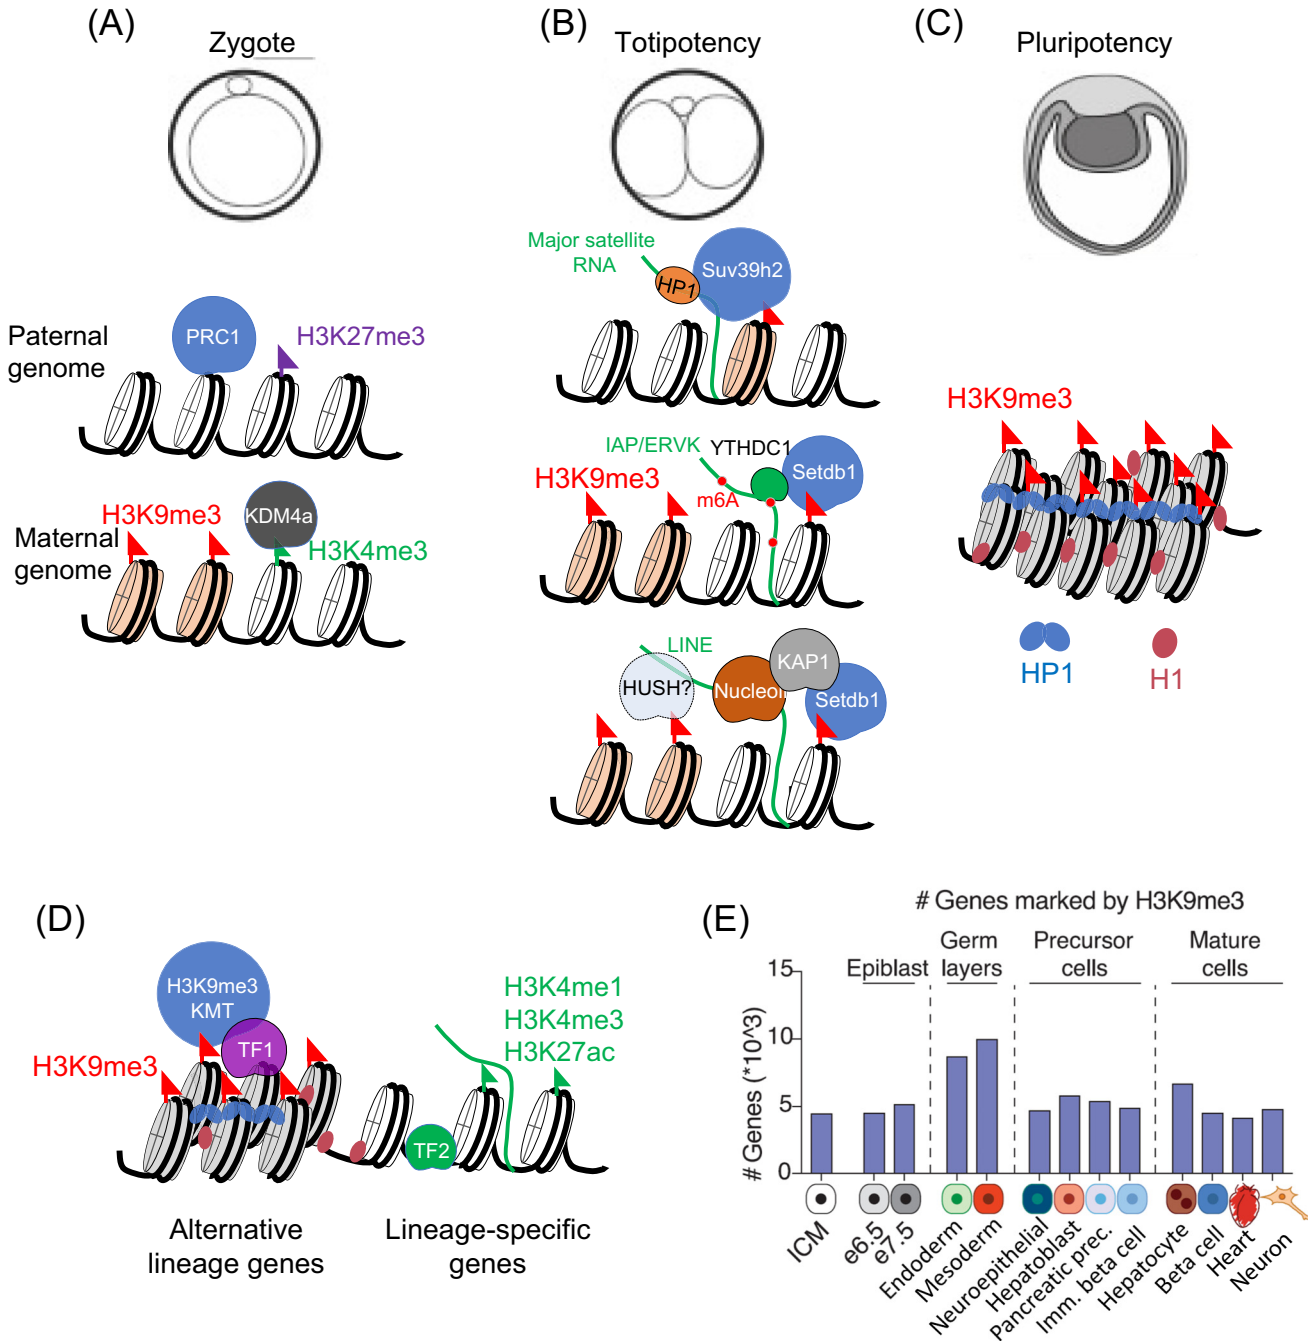 (A)
Zygote
Paternal
genome
PRC1
H3K27me3
Maternal
genome
H3K9me3
KDM4a
H3K4me3
(B)
Totipotency
Major satellite
RNA
HP1
Suv39h2
IAP/ERVK
YTHDC1
Setdb1
H3K9me3
m6A
LINE
HUSH?
Nucleolin
KAP1
Setdb1
(C)
Pluripotency
H3K9me3
HP1
H1
(D)
H3K9me3
KMT
TF1
H3K9me3
H3K4me1
H3K4me3
H3K27ac
TF2
Alternative
lineage genes
Lineage-specific
genes
(E)
# Genes marked by H3K9me3
Epiblast
Germ
layers
Precursor
cells
Mature
cells
# Genes (*10^3)
15
10
5
0
ICM
e6.5
e7.5
Endoderm
Mesoderm
Neuroepithelial
Hepatoblast
Pancreatic prec.
Imm. beta cell
Hepatocyte
Beta cell
Heart
Neuron